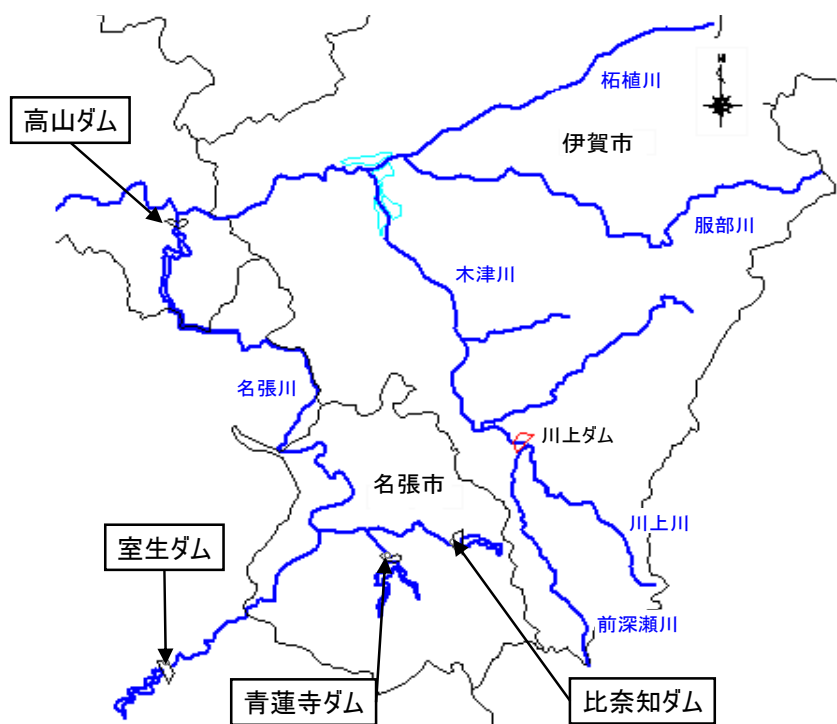 柘植川
N
高山ダム
伊賀市
服部川
木津川
名張川
川上ダム
名張市
川上川
室生ダム
前深瀬川
青蓮寺ダム
比奈知ダム